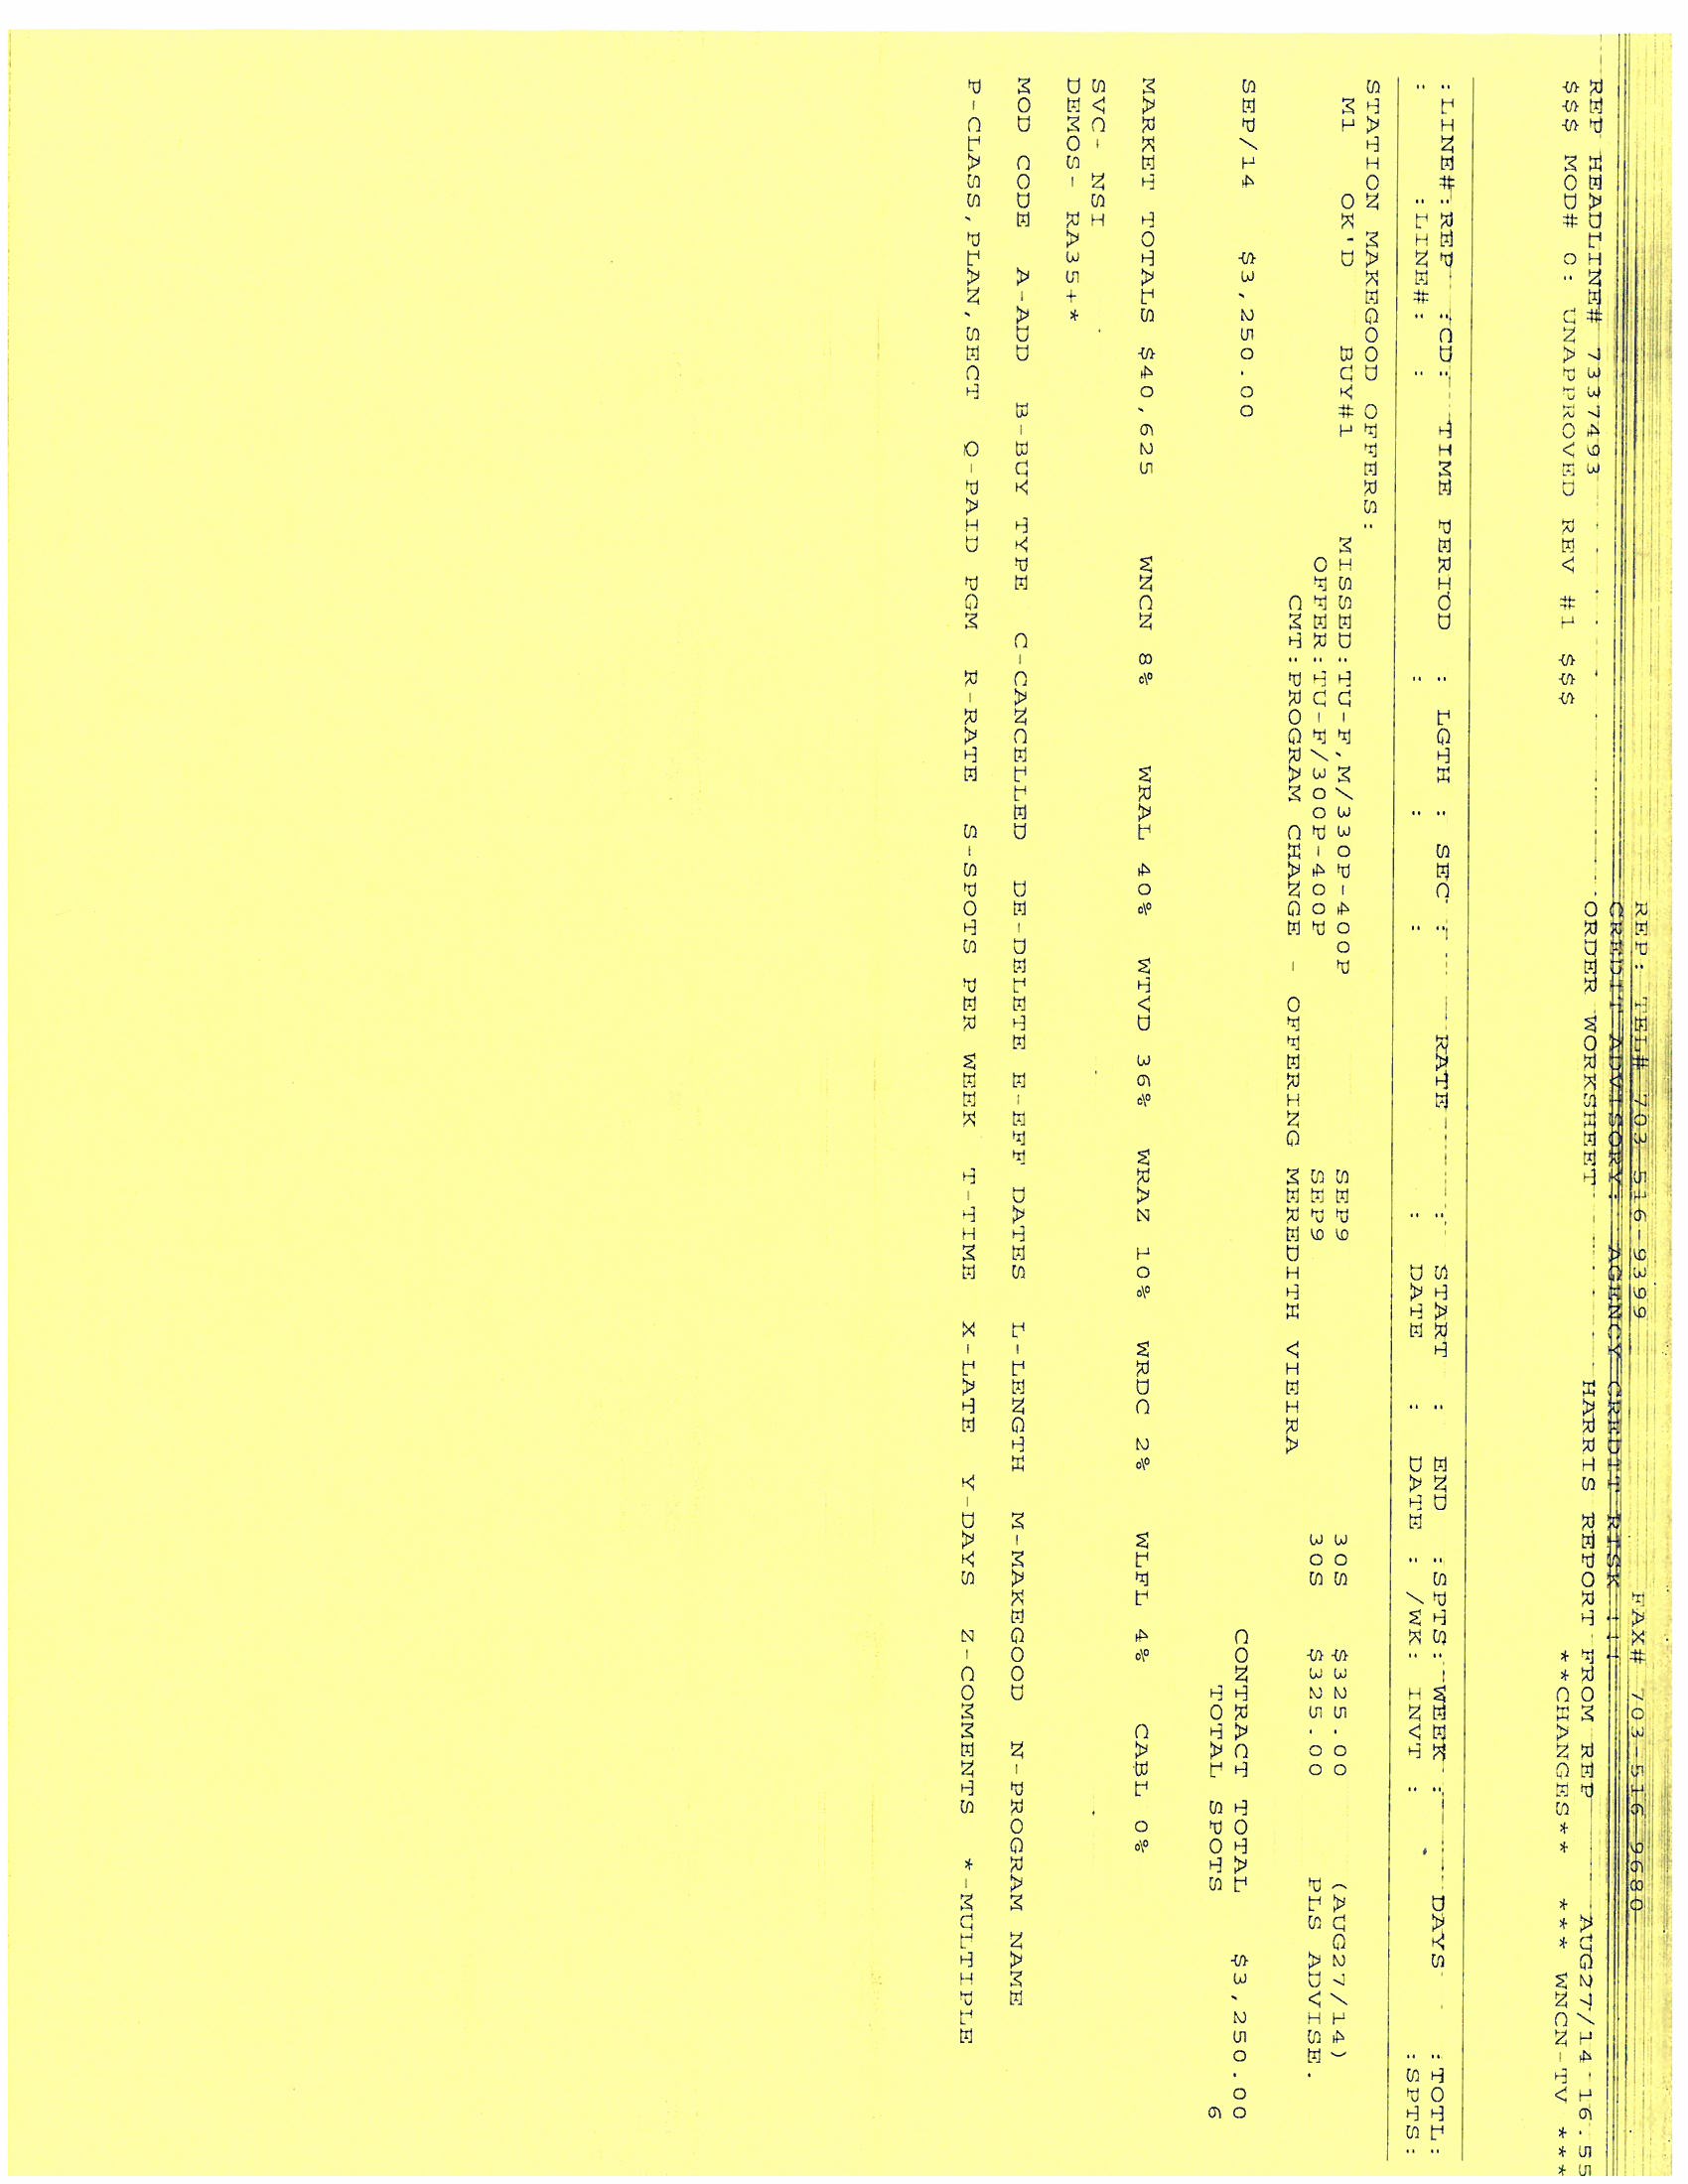 REP: TEL# 703-516-9399 FAX# 703-516-9680
CREDIT ADVISORY: AGENCY CREDIT RISK !!!
REP HEADLINE# 7337493 ORDER WORKSHEET HARRIS REPORT FROM REP AUG27/14 16.55
$$$ MOD# 0: UNAPPROVED REV #1 $$$ **CHANGES** *** WNCN-TV ***
:LINE#:REP :CD: TIME PERIOD : LGTH : SEC : RATE : START : END :SPTS: WEEK : DAYS :TOTL:
: :LINE#: : : : : : DATE : DATE : /WK: INVT : :SPTS:
STATION MAKEGOOD OFFERS:
M1 OK'D BUY#1 MISSED:TU-F,M/330P-400P SEP9 30S $325.00 (AUG27/14)
OFFER:TU-F/300P-400P SEP9 30S $325.00 PLS ADVISE.
CMT:PROGRAM CHANGE - OFFERING MEREDITH VIEIRA
SEP/14 $3,250.00 CONTRACT TOTAL $3,250.00
TOTAL SPOTS 6
MARKET TOTALS $40,625 WNCN 8% WRAL 40% WTVD 36% WRAZ 10% WRDC 2% WLFL 4% CABL 0%
SVC- NSI
DEMOS- RA35+*
MOD CODE A-ADD B-BUY TYPE C-CANCELLED DE-DELETE E-EFF DATES L-LENGTH M-MAKEGOOD N-PROGRAM NAME
P-CLASS,PLAN,SECT Q-PAID PGM R-RATE S-SPOTS PER WEEK T-TIME X-LATE Y-DAYS Z-COMMENTS *-MULTIPLE